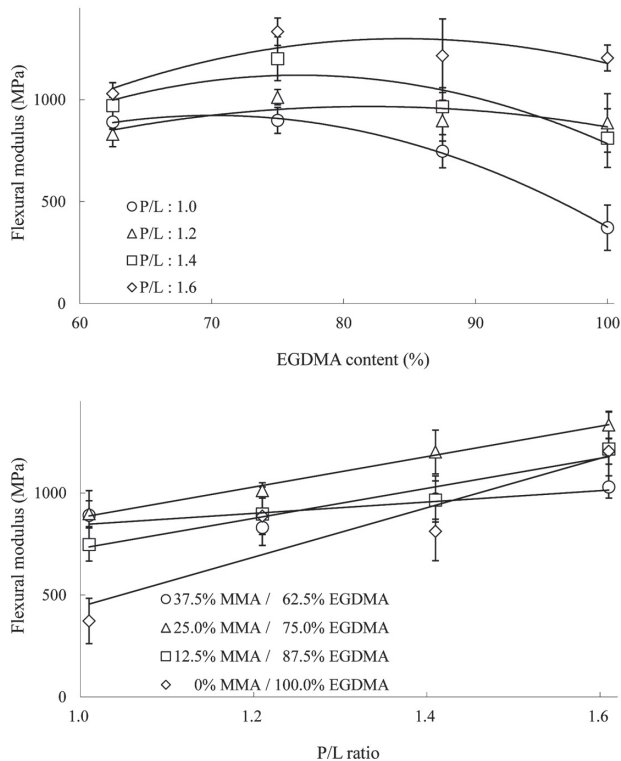 Flexural modulus (MPa)
1000
500
0
P/L : 1.0
P/L : 1.2
P/L : 1.4
P/L : 1.6
60
70
80
90
100
EGDMA content (%)
Flexural modulus (MPa)
1000
500
0
37.5% MMA / 62.5% EGDMA
25.0% MMA / 75.0% EGDMA
12.5% MMA / 87.5% EGDMA
0% MMA / 100.0% EGDMA
1.0
1.2
1.4
1.6
P/L ratio